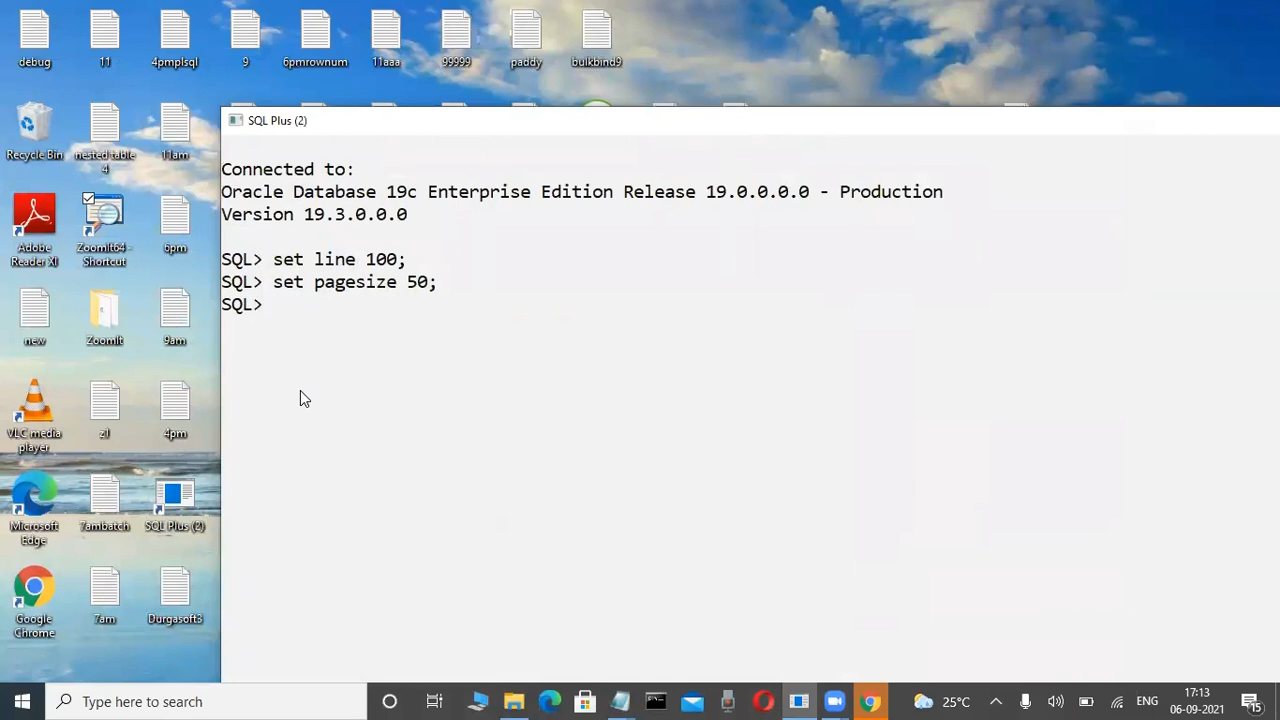 debug
11
4pmplsql
9
6pmrownum
11aaa
99999
paddy
bulkbind9
Recycle Bin
nested table
4
11am
SQL Plus (2)
Connected to:
Oracle Database 19c Enterprise Edition Release 19.0.0.0.0 - Production
Version 19.3.0.0.0
SQL> set line 100;
SQL> set pagesize 50;
SQL>
Adobe
Reader XI
ZoomIt64 -
Shortcut
6pm
new
ZoomIt
9am
VLC media
player
z1
4pm
Microsoft
Edge
7ambatch
SQL Plus (2)
Google
Chrome
7am
Durgasoft3
Type here to search
25°C
ENG
17:13
06-09-2021
15